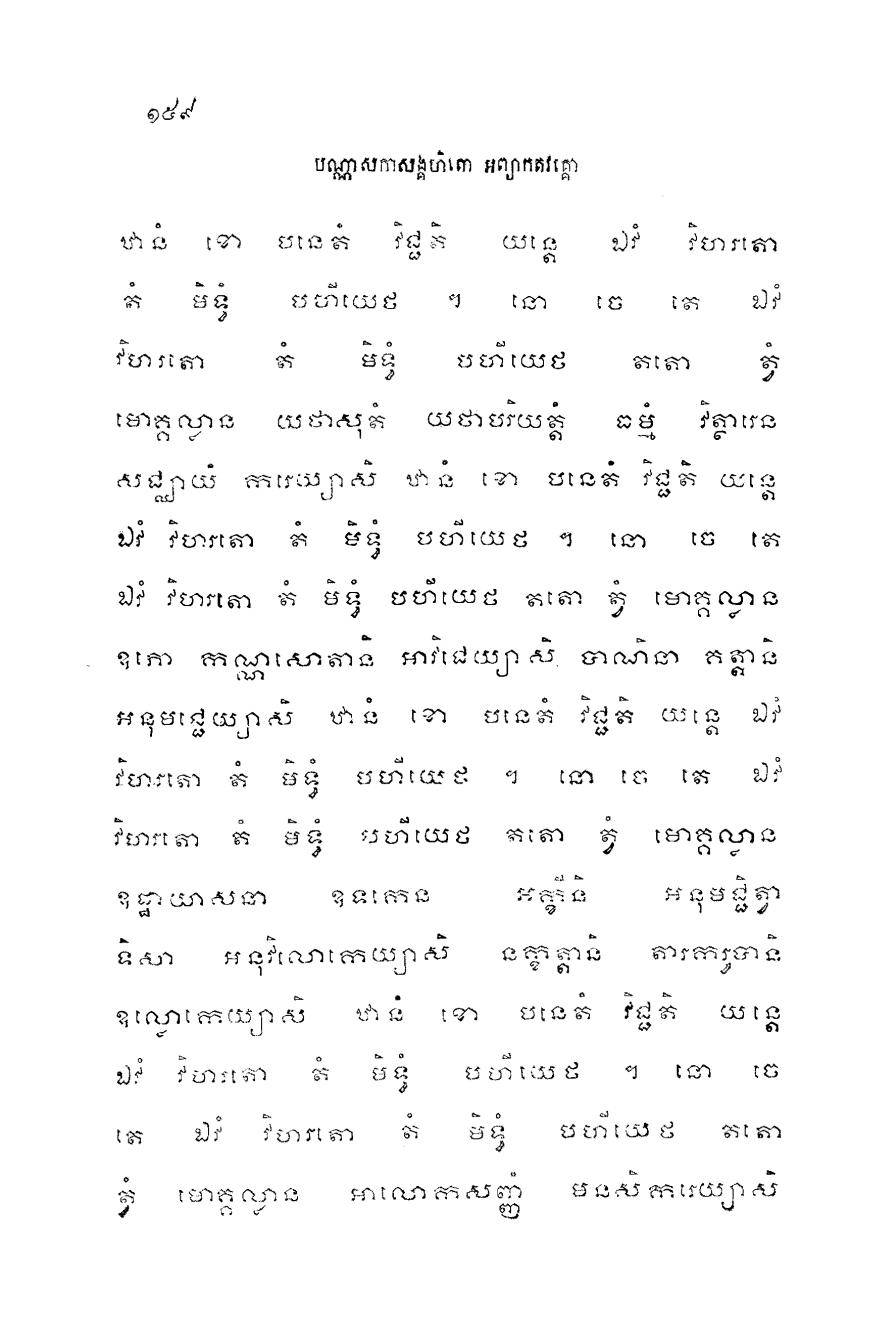 ១៥៩
បណ្ណាសកាសង្គហិតោ អព្យាកតវគ្គោ
ឋានំ ខោ បនេតំ វិជ្ជតិ យន្តេ ឯវំ វិហរតោ
តំ មិទ្ធំ បហីយេថ ។ នោ ចេ តេ ឯវំ
វិហរតោ តំ មិទ្ធំ បហីយេថ តតោ ត្វំ
មោគ្គល្លាន យថាសុតំ យថាបរិយត្តំ ធម្មំ វិត្ថារេន
សជ្ឈាយំ ករេយ្យាសិ ឋានំ ខោ បនេតំ វិជ្ជតិ យន្តេ
ឯវំ វិហរតោ តំ មិទ្ធំ បហីយេថ ។ នោ ចេ តេ
ឯវំ វិហរតោ តំ មិទ្ធំ បហីយេថ តតោ ត្វំ មោគ្គល្លាន
ឧភោ កណ្ណសោតានិ អាវិជេយ្យាសិ បាណិនា គត្តានិ
អនុមជ្ជេយ្យាសិ ឋានំ ខោ បនេតំ វិជ្ជតិ យន្តេ ឯវំ
វិហរតោ តំ មិទ្ធំ បហីយេថ ។ នោ ចេ តេ ឯវំ
វិហរតោ តំ មិទ្ធំ បហីយេថ តតោ ត្វំ មោគ្គល្លាន
ឧដ្ឋាយាសនា ឧទកេន អក្ខីនិ អនុមជ្ជិត្វា
ទិសា អនុវិលោកេយ្យាសិ នក្ខត្តានិ តារករូបានិ
ឧល្លោកេយ្យាសិ ឋានំ ខោ បនេតំ វិជ្ជតិ យន្តេ
ឯវំ វិហរតោ តំ មិទ្ធំ បហីយេថ ។ នោ ចេ
តេ ឯវំ វិហរតោ តំ មិទ្ធំ បហីយេថ តតោ
ត្វំ មោគ្គល្លាន អាលោកសញ្ញំ មនសិករេយ្យាសិ